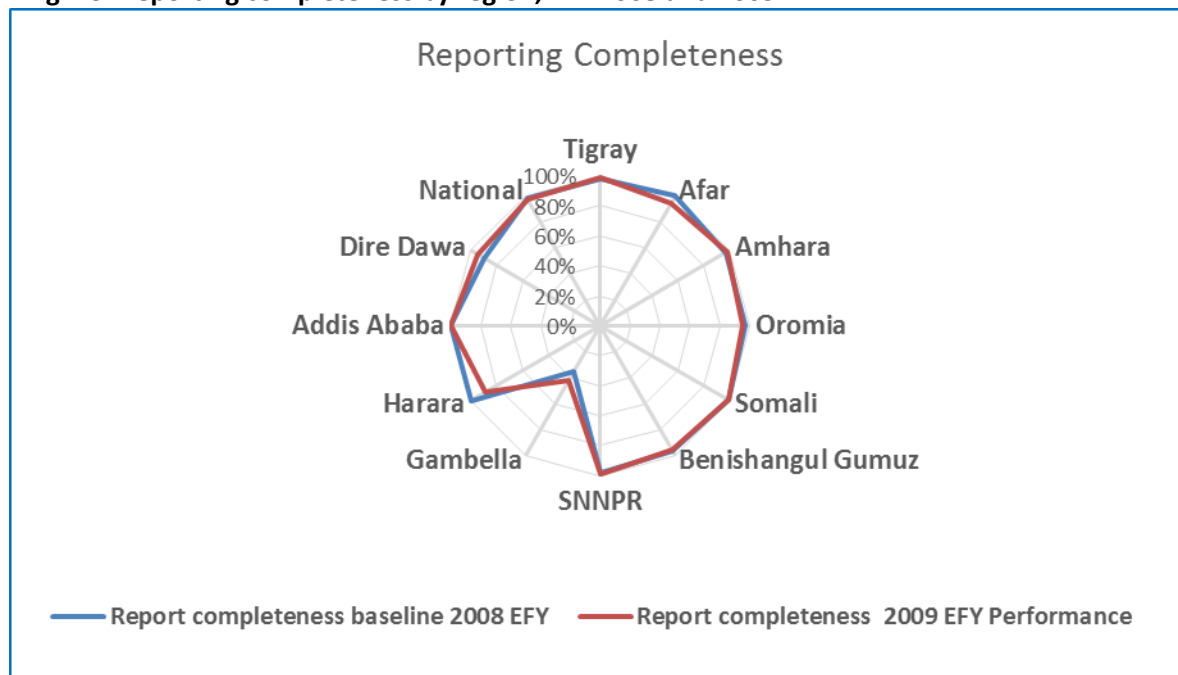 Reporting Completeness
Tigray
100%
National
Afar
80%
Dire Dawa
60%
Amhara
40%
20%
Addis Ababa
0%
Oromia
Harara
Somali
Gambella
Benishangul Gumuz
SNNPR
Report completeness baseline 2008 EFY
Report completeness 2009 EFY Performance